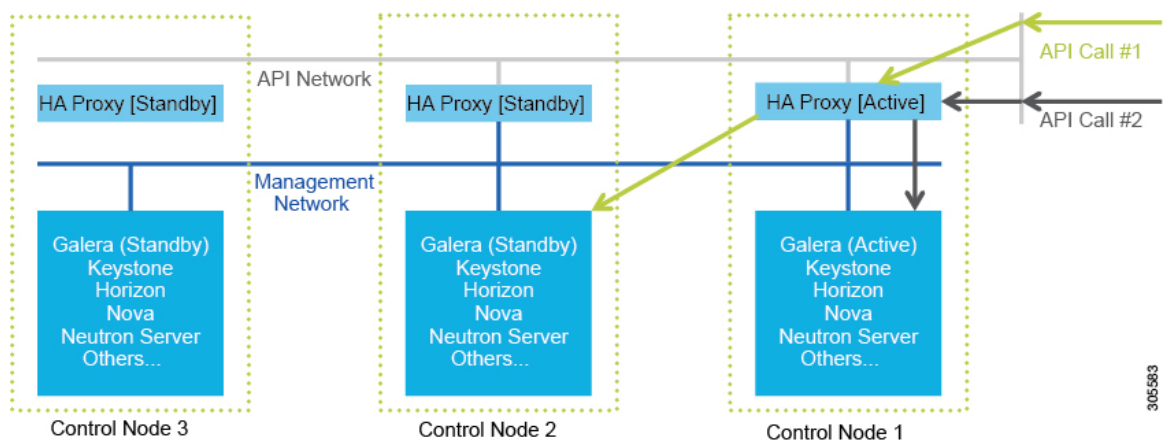 API Call #1
API Network
HA Proxy [Standby]
HA Proxy [Standby]
HA Proxy [Active]
API Call #2
Management
Network
Galera (Standby)
Keystone
Horizon
Nova
Neutron Server
Others...
Galera (Standby)
Keystone
Horizon
Nova
Neutron Server
Others...
Galera (Active)
Keystone
Horizon
Nova
Neutron Server
Others...
305583
Control Node 3
Control Node 2
Control Node 1